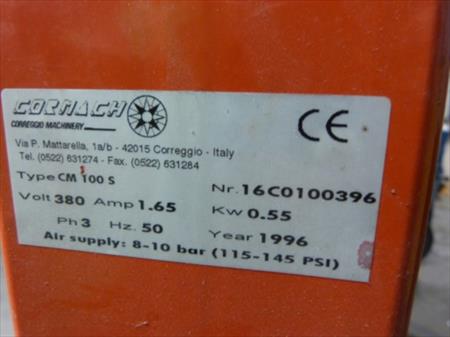 CORMACH
CORREGGIO MACHINERY
CE
Via P. Mattarella, 1a/b - 42015 Correggio - Italy
Tel. (0522) 631274 - Fax. (0522) 631284
Type CM 100 S
Nr. 16C0100396
Volt 380 Amp 1.65
Kw 0.55
Ph 3 Hz. 50
Year 1996
Air supply: 8-10 bar (115-145 PSI)